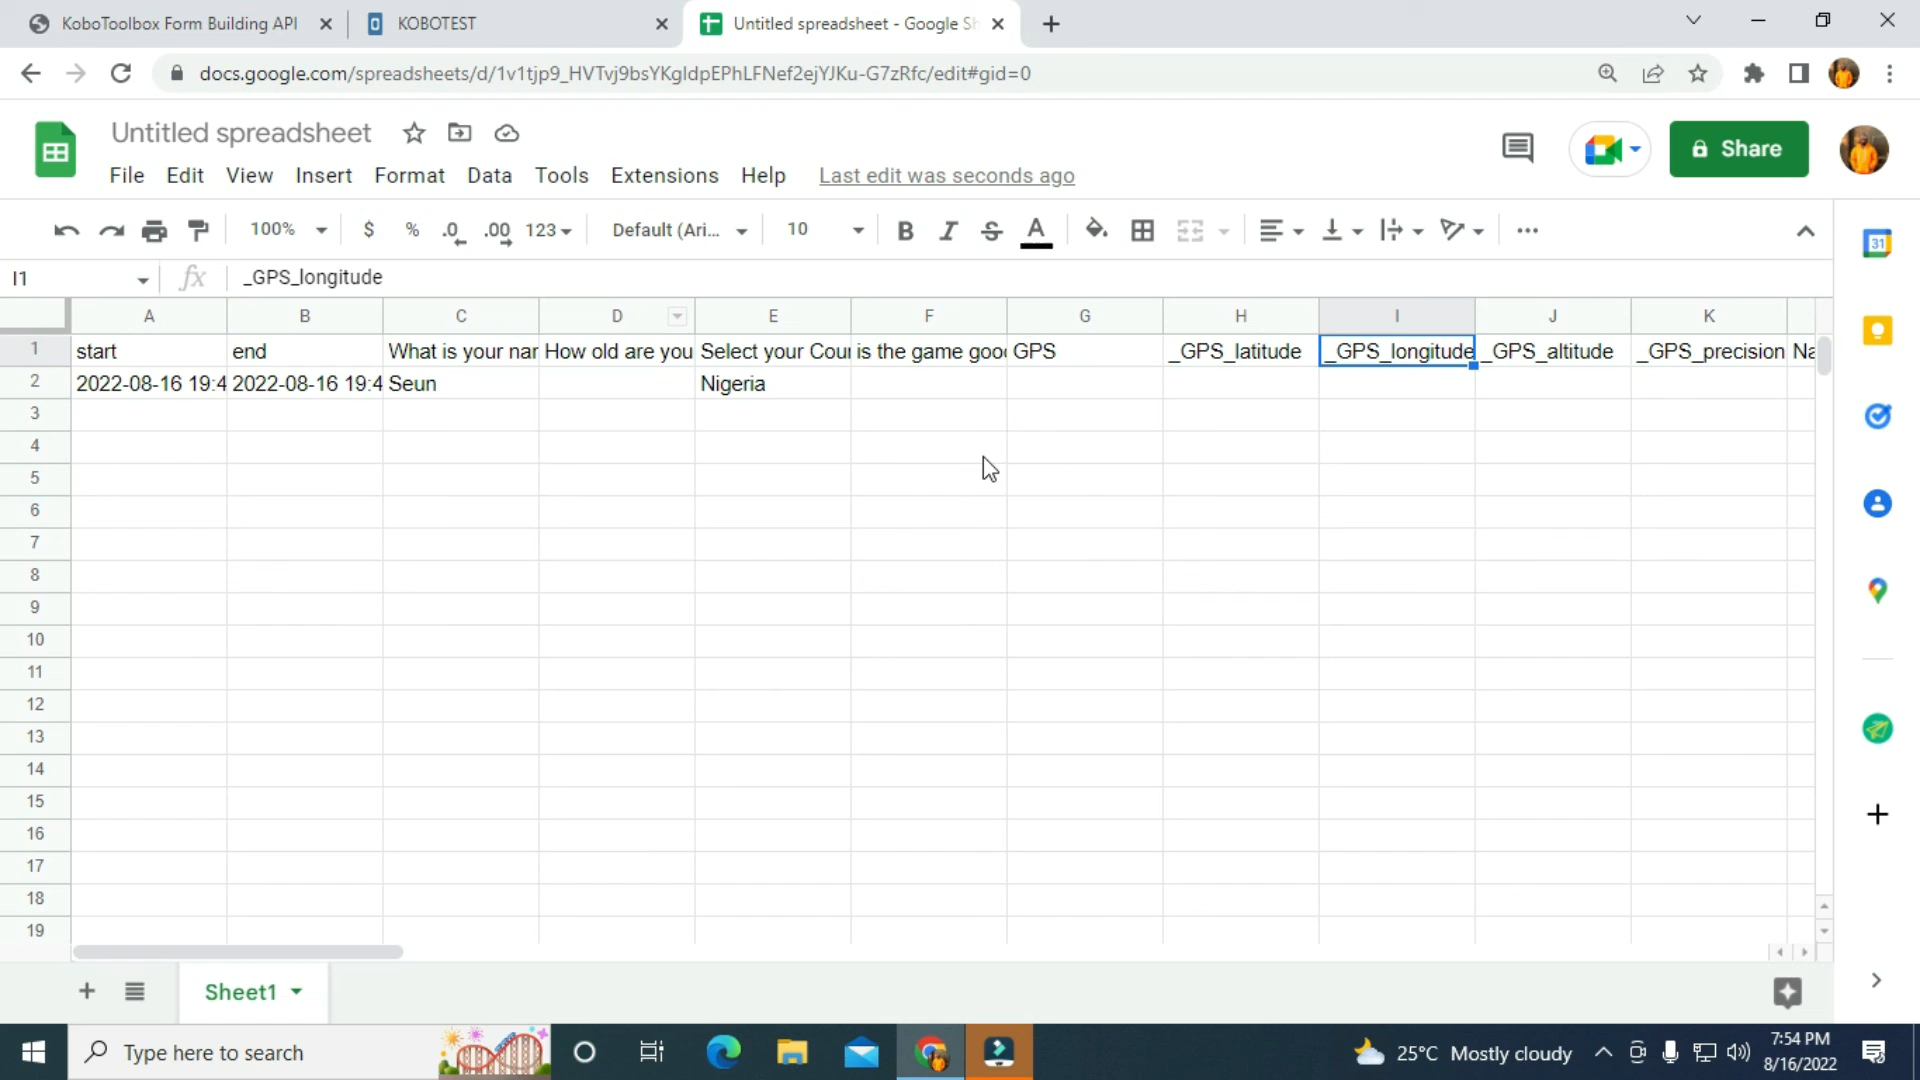 KoboToolbox Form Building API
KOBOTEST
Untitled spreadsheet - Google Sh
docs.google.com/spreadsheets/d/1v1tjp9_HVTvj9bsYKgldpEPhLFNef2ejYJKu-G7zRfc/edit#gid=0
Untitled spreadsheet
Share
File Edit View Insert Format Data Tools Extensions Help Last edit was seconds ago
100% $ % .0 .00 123 Default (Ari... 10 B I S A
31
I1 fx _GPS_longitude
A B C D E F G H I J K
1 start end What is your nar How old are you Select your Cour is the game good GPS _GPS_latitude _GPS_longitude _GPS_altitude _GPS_precision Na
2 2022-08-16 19:4 2022-08-16 19:4 Seun Nigeria
3
4
5
6
7
8
9
10
11
12
13
14
15
16
17
18
19
Sheet1
Type here to search
25°C Mostly cloudy
7:54 PM
8/16/2022